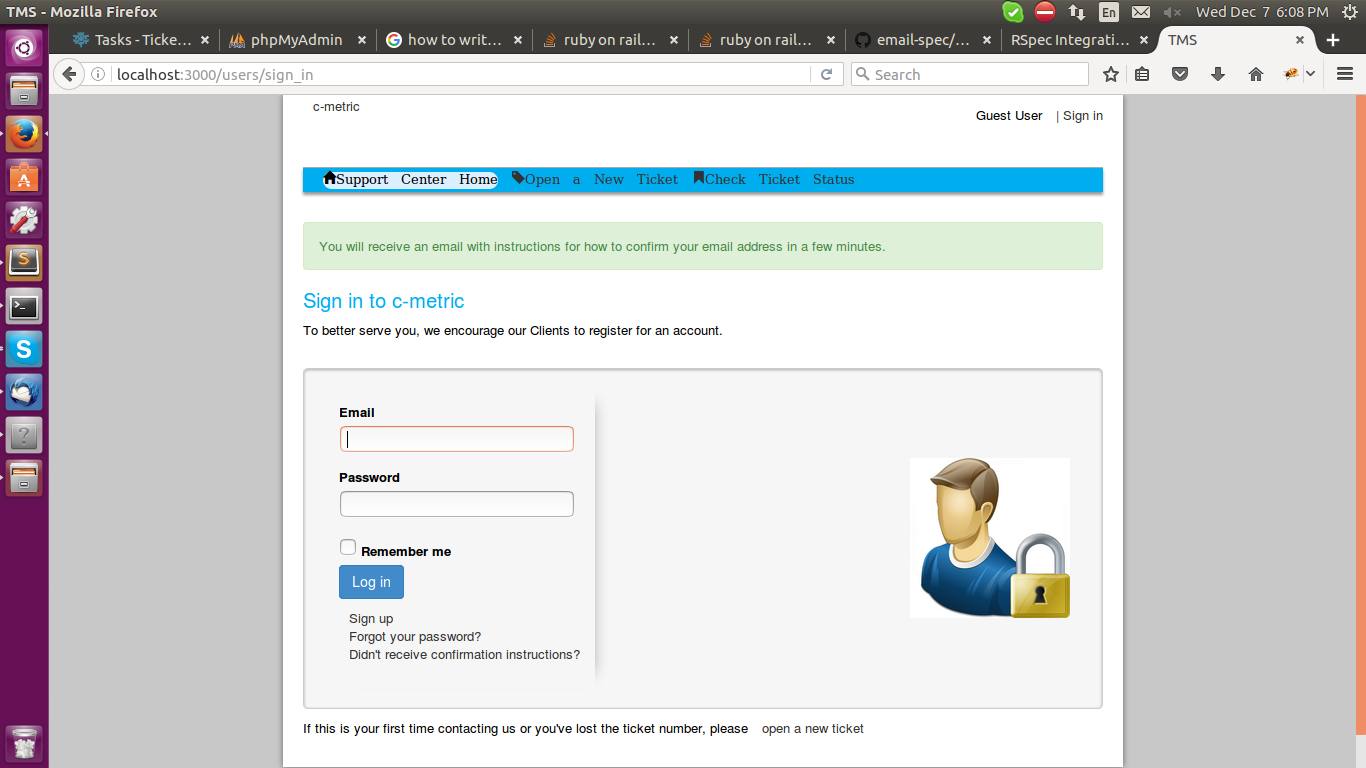 TMS - Mozilla Firefox
En
Wed Dec 7 6:08 PM
Tasks - Ticke...
phpMyAdmin
how to writ...
ruby on rail...
ruby on rail...
email-spec/...
RSpec Integrati...
TMS
localhost:3000/users/sign_in
Search
c-metric
Guest User | Sign in
Support Center Home Open a New Ticket Check Ticket Status
You will receive an email with instructions for how to confirm your email address in a few minutes.
Sign in to c-metric
To better serve you, we encourage our Clients to register for an account.
Email
Password
Remember me
Log in
Sign up
Forgot your password?
Didn't receive confirmation instructions?
If this is your first time contacting us or you've lost the ticket number, please open a new ticket